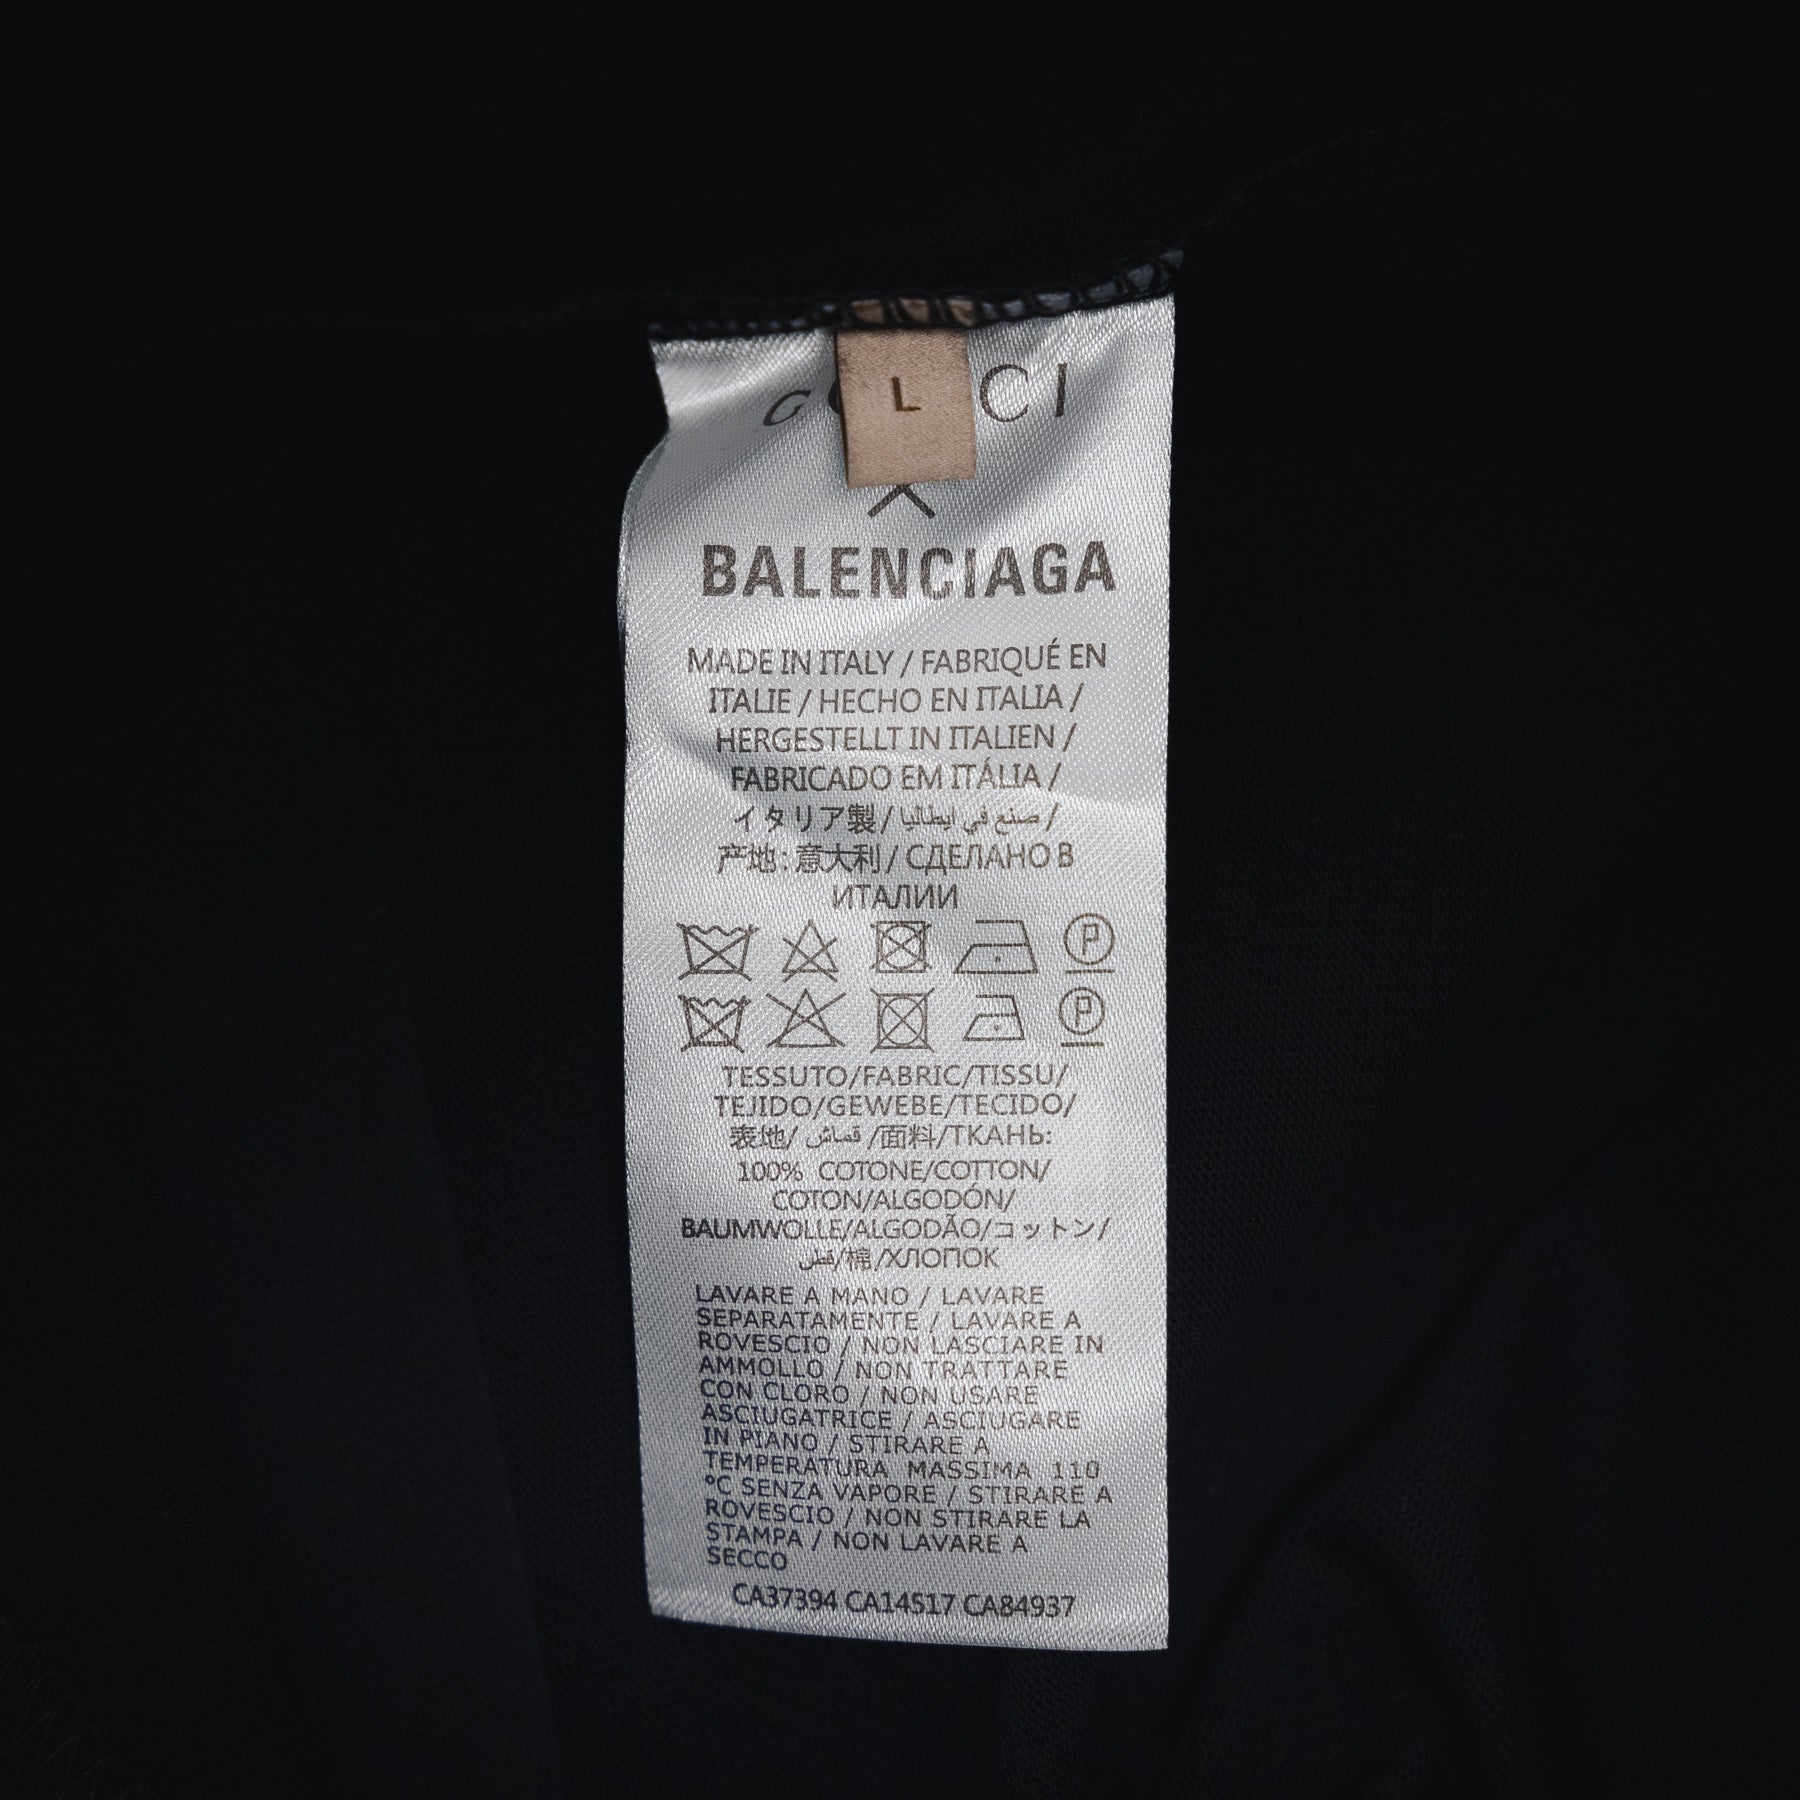 L
BALENCIAGA
MADE IN ITALY / FABRIQUÉ EN
ITALIE / HECHO EN ITALIA /
HERGESTELLT IN ITALIEN /
FABRICADO EM ITÁLIA /
イタリア製 / صنع في ايطاليا /
产地 : 意大利 / СДЕЛАНО В
ИТАЛИИ
P
P
TESSUTO/FABRIC/TISSU/
TEJIDO/GEWEBE/TECIDO/
表地/ قماش /面料/ТКАНЬ:
100% COTONE/COTTON/
COTON/ALGODÓN/
BAUMWOLLE/ALGODÃO/コットン/
قطن/棉/ХЛОПОК
LAVARE A MANO / LAVARE
SEPARATAMENTE / LAVARE A
ROVESCIO / NON LASCIARE IN
AMMOLLO / NON TRATTARE
CON CLORO / NON USARE
ASCIUGATRICE / ASCIUGARE
IN PIANO / STIRARE A
TEMPERATURA MASSIMA 110
°C SENZA VAPORE / STIRARE A
ROVESCIO / NON STIRARE LA
STAMPA / NON LAVARE A
SECCO
CA37394 CA14517 CA84937